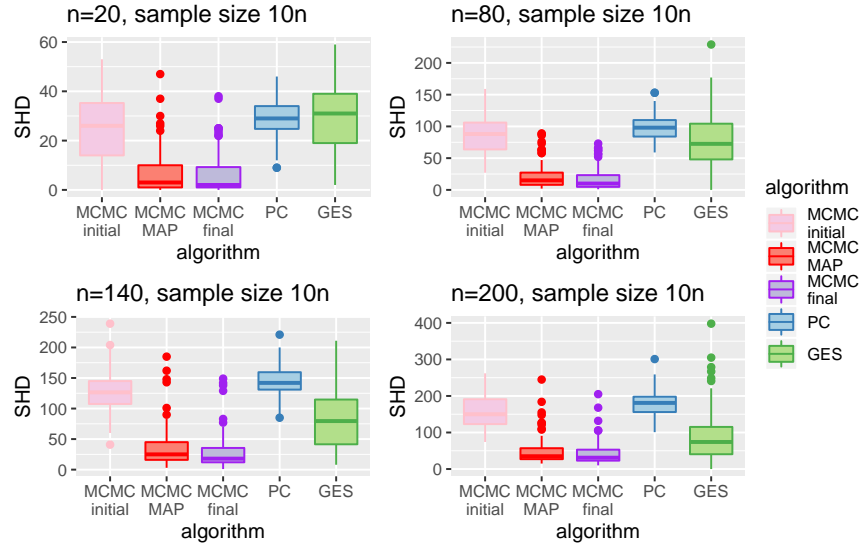 n=20, sample size 10n
SHD
60
40
20
0
MCMC MCMC MCMC PC GES
initial MAP final
algorithm
n=80, sample size 10n
SHD
200
150
100
50
0
MCMC MCMC MCMC PC GES
initial MAP final
algorithm
n=140, sample size 10n
SHD
250
200
150
100
50
0
MCMC MCMC MCMC PC GES
initial MAP final
algorithm
n=200, sample size 10n
SHD
400
300
200
100
0
MCMC MCMC MCMC PC GES
initial MAP final
algorithm
algorithm
MCMC
initial
MCMC
MAP
MCMC
final
PC
GES